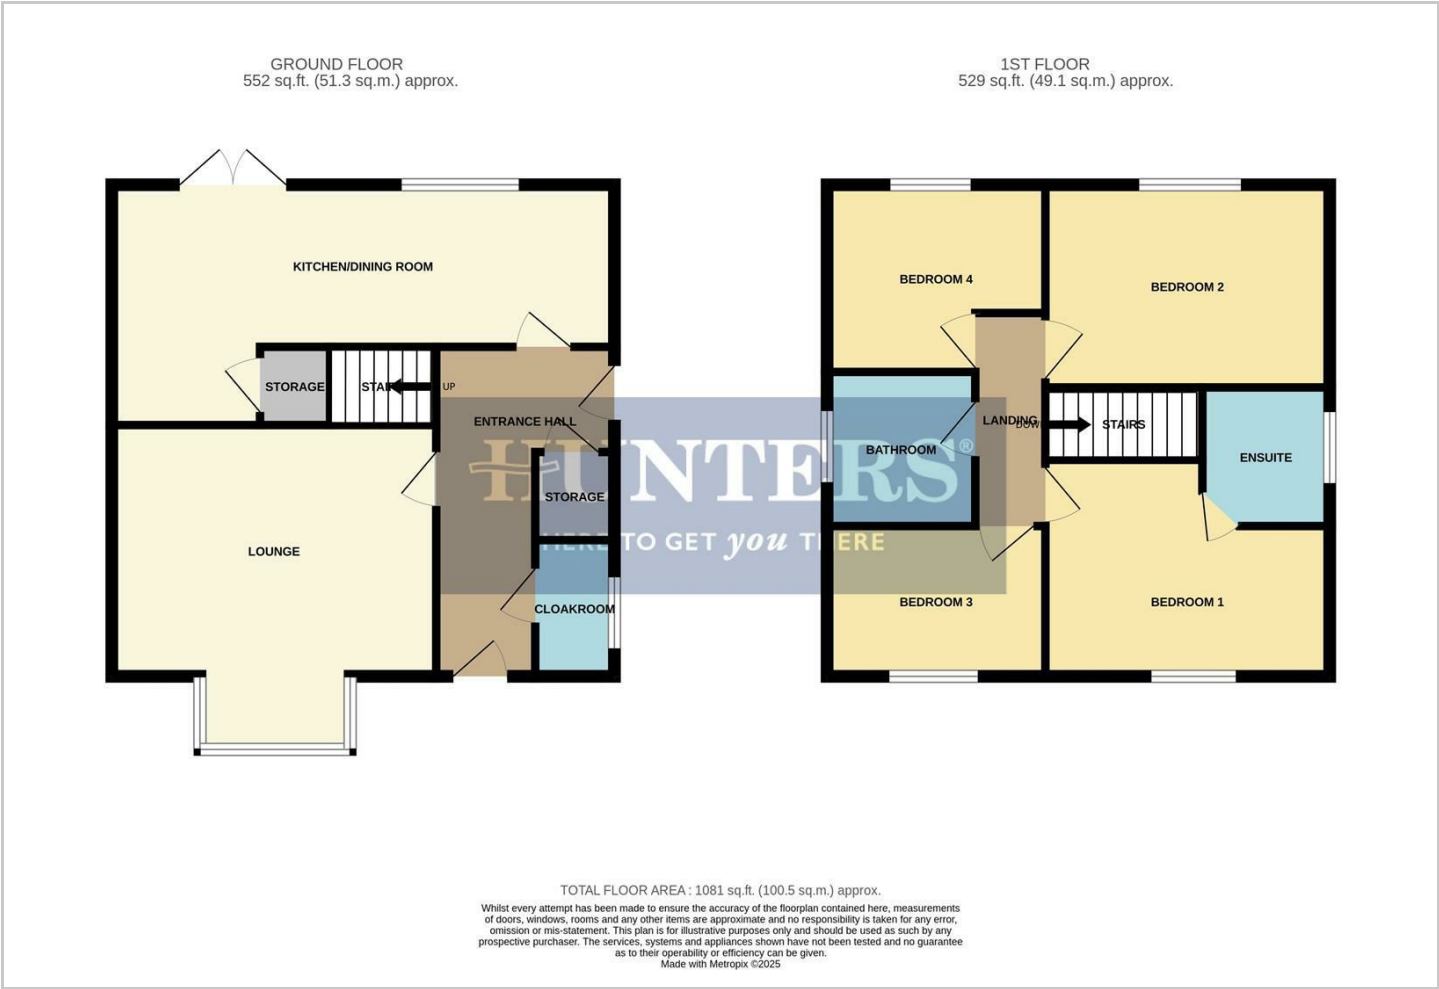 GROUND FLOOR
552 sq.ft. (51.3 sq.m.) approx.
1ST FLOOR
529 sq.ft. (49.1 sq.m.) approx.
KITCHEN/DINING ROOM
STORAGE
STAI
UP
ENTRANCE HALL
STORAGE
LOUNGE
CLOAKROOM
BEDROOM 4
BEDROOM 2
LANDING
DOW
STAIRS
BATHROOM
ENSUITE
BEDROOM 3
BEDROOM 1
HUNTERS®
HERE TO GET you THERE
TOTAL FLOOR AREA : 1081 sq.ft. (100.5 sq.m.) approx.
Whilst every attempt has been made to ensure the accuracy of the floorplan contained here, measurements
of doors, windows, rooms and any other items are approximate and no responsibility is taken for any error,
omission or mis-statement. This plan is for illustrative purposes only and should be used as such by any
prospective purchaser. The services, systems and appliances shown have not been tested and no guarantee
as to their operability or efficiency can be given.
Made with Metropix ©2025